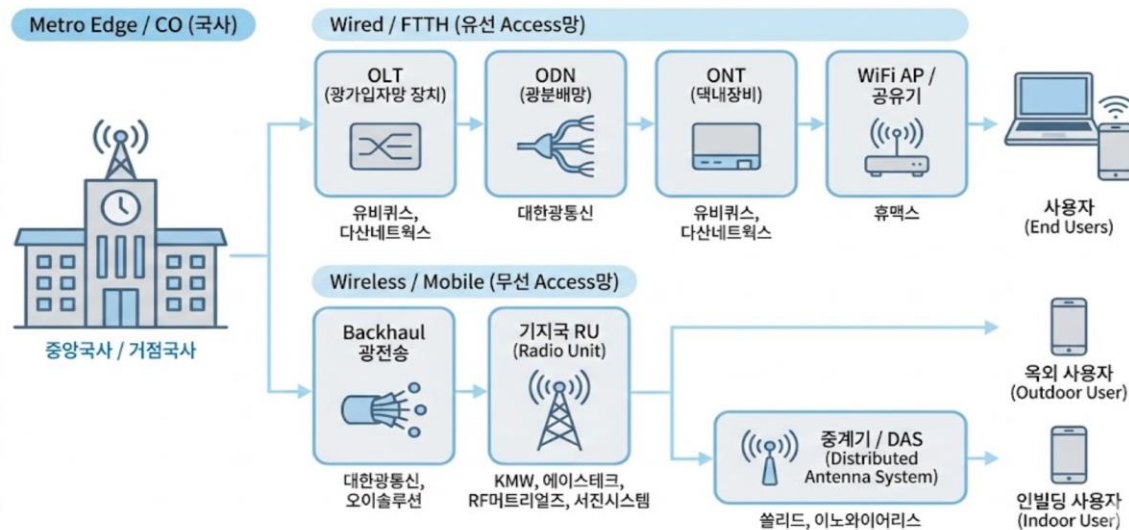 Metro Edge / CO (국사)
Wired / FTTH (유선 Access망)
OLT
(광가입자망 장치)
유비쿼스,
다산네트웍스
ODN
(광분배망)
대한광통신
ONT
(댁내장비)
유비쿼스,
다산네트웍스
WiFi AP /
공유기
휴맥스
사용자
(End Users)
중앙국사 / 거점국사
Wireless / Mobile (무선 Access망)
Backhaul
광전송
대한광통신,
오이솔루션
기지국 RU
(Radio Unit)
KMW, 에이스테크,
RF머트리얼즈, 서진시스템
옥외 사용자
(Outdoor User)
중계기 / DAS
(Distributed
Antenna System)
쏠리드, 이노와이어리스
인빌딩 사용자
(Indoor User)